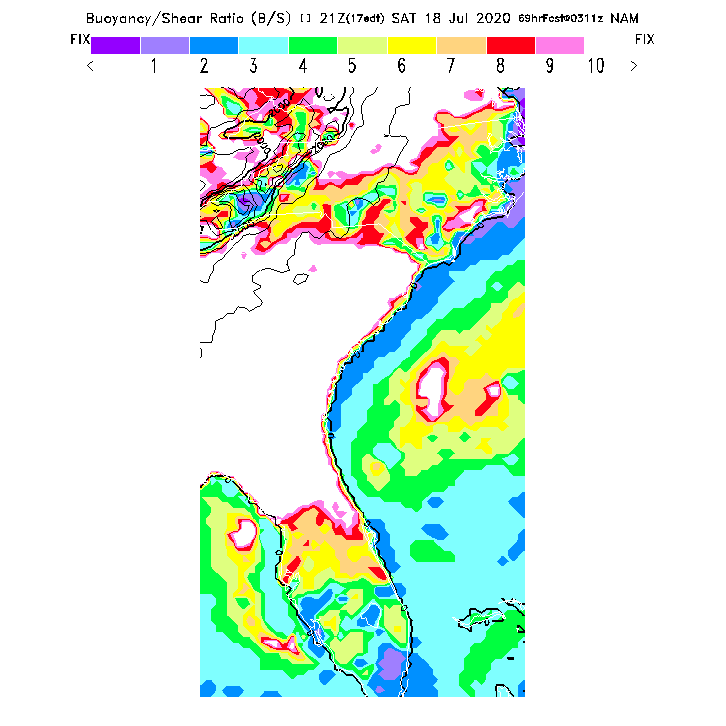 Buoyancy/Shear Ratio (B/S) [] 21Z(17edt) SAT 18 Jul 2020 69hrFcst@0311z NAM
FIX FIX
< 1 2 3 4 5 6 7 8 9 10 >